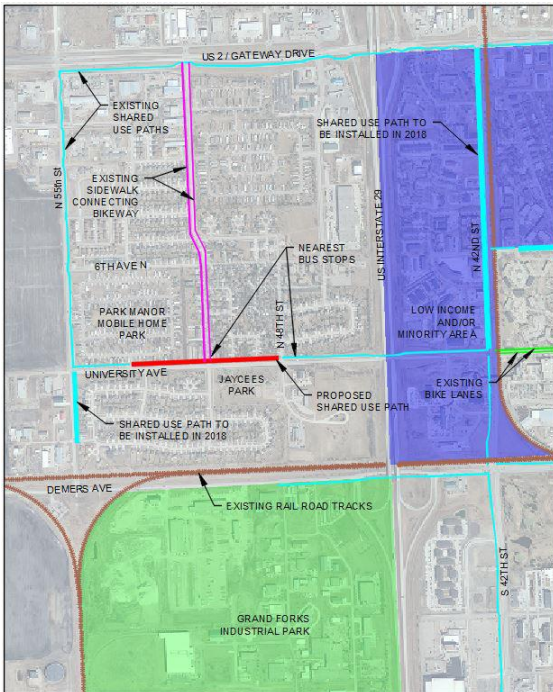 US 2 / GATEWAY DRIVE
EXISTING
SHARED
USE PATHS
SHARED USE PATH TO
BE INSTALLED IN 2018
N 55th St
EXISTING
SIDEWALK
CONNECTING
BIKEWAY
US INTERSTATE 29
N 42ND ST.
NEAREST
BUS STOPS
6TH AVE N
N 48TH ST.
PARK MANOR
MOBILE HOME
PARK
LOW INCOME
AND/OR
MINORITY AREA
UNIVERSITY AVE
JAYCEES
PARK
PROPOSED
SHARED USE PATH
EXISTING
BIKE LANES
SHARED USE PATH TO
BE INSTALLED IN 2018
DEMERS AVE
EXISTING RAIL ROAD TRACKS
S 42TH ST.
GRAND FORKS
INDUSTRIAL PARK